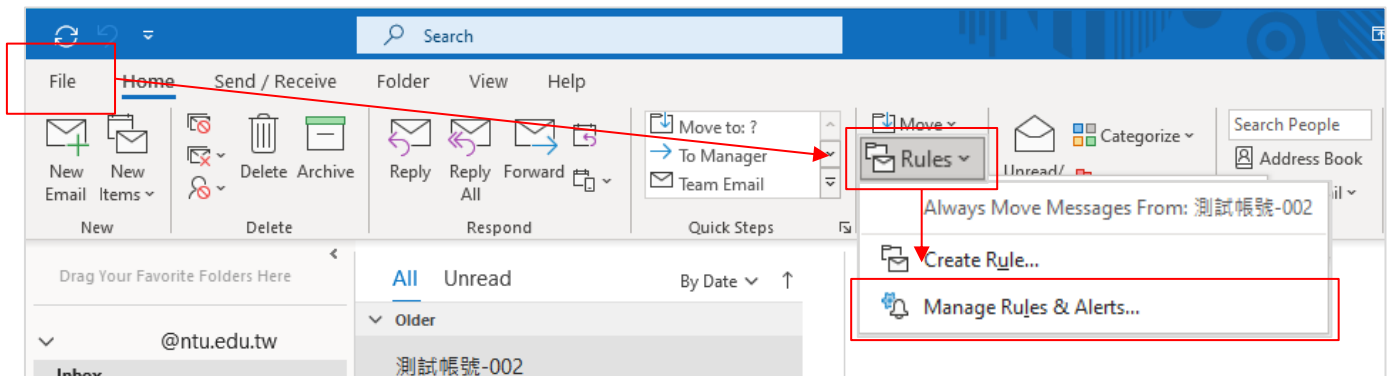 Search
File Home Send / Receive Folder View Help
New Email
New Items
Delete Archive
Reply Reply All Forward
Move to: ?
To Manager
Team Email
Move
Rules
Unread/
Categorize
Search People
Address Book
il
New Delete Respond Quick Steps
Always Move Messages From: 測試帳號-002
Create Rule...
Manage Rules & Alerts...
Drag Your Favorite Folders Here
All Unread By Date
Older
@ntu.edu.tw
測試帳號-002
Inbox